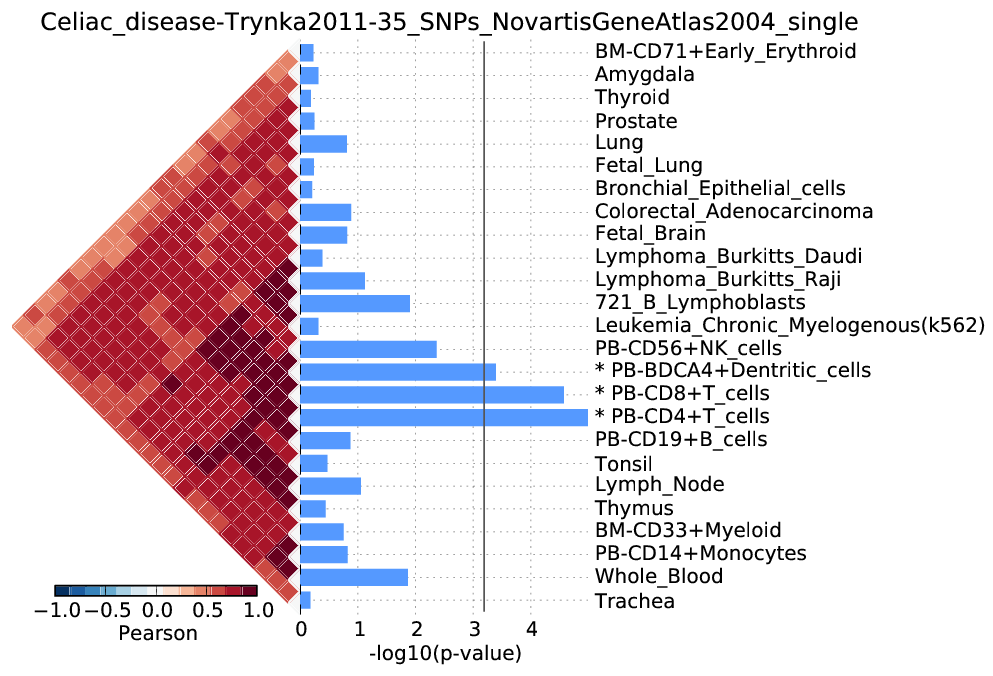 Celiac_disease-Trynka2011-35_SNPs_NovartisGeneAtlas2004_single
BM-CD71+Early_Erythroid
Amygdala
Thyroid
Prostate
Lung
Fetal_Lung
Bronchial_Epithelial_cells
Colorectal_Adenocarcinoma
Fetal_Brain
Lymphoma_Burkitts_Daudi
Lymphoma_Burkitts_Raji
721_B_Lymphoblasts
Leukemia_Chronic_Myelogenous(k562)
PB-CD56+NK_cells
* PB-BDCA4+Dentritic_cells
* PB-CD8+T_cells
* PB-CD4+T_cells
PB-CD19+B_cells
Tonsil
Lymph_Node
Thymus
BM-CD33+Myeloid
PB-CD14+Monocytes
Whole_Blood
Trachea
−1.0 −0.5 0.0 0.5 1.0
Pearson
0 1 2 3 4
-log10(p-value)